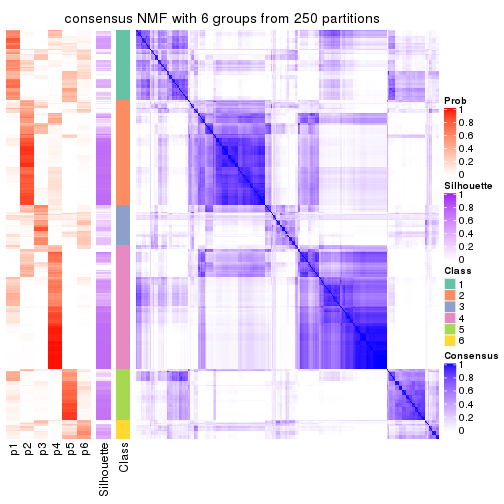 consensus NMF with 6 groups from 250 partitions
Prob
1
0.8
0.6
0.4
0.2
0
Silhouette
1
0.8
0.6
0.4
0.2
0
Class
1
2
3
4
5
6
Consensus
1
0.8
0.6
0.4
0.2
0
p1
p2
p3
p4
p5
p6
Silhouette
Class